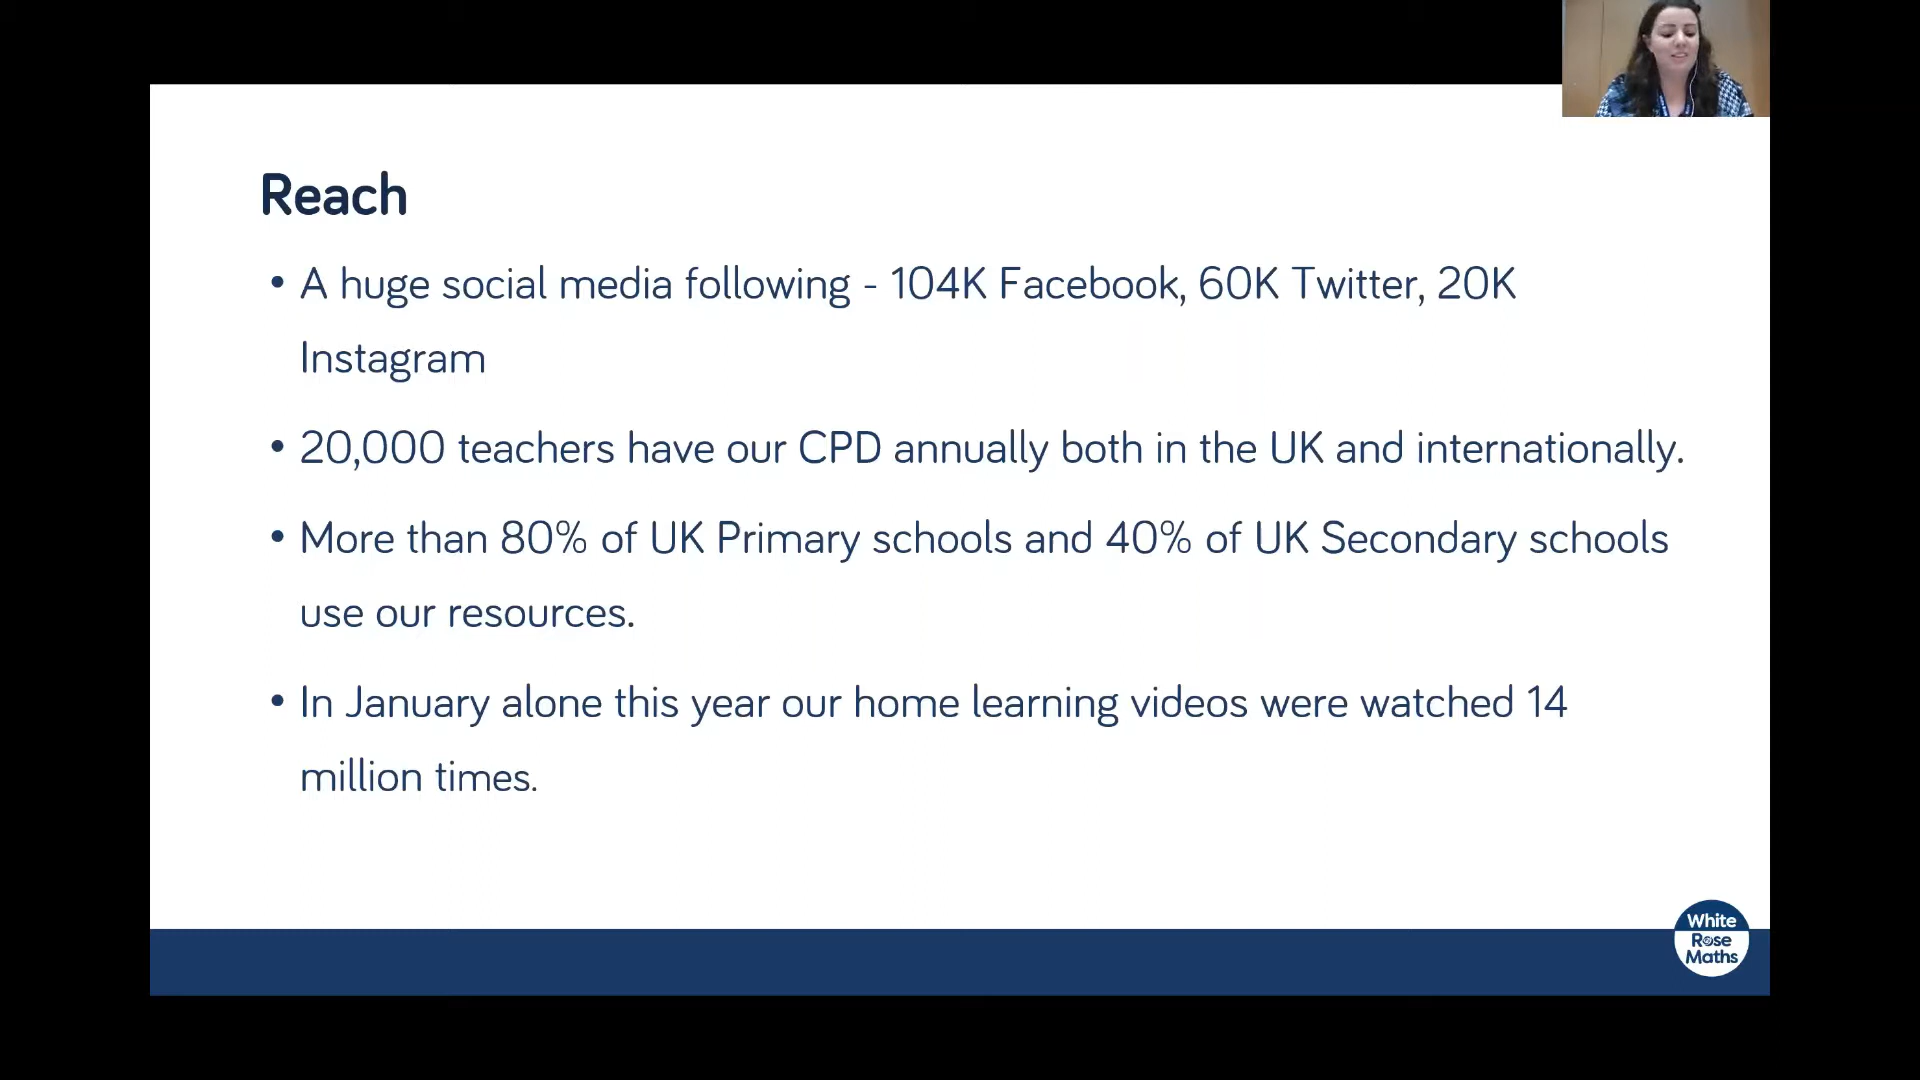 Reach
• A huge social media following - 104K Facebook, 60K Twitter, 20K
Instagram
• 20,000 teachers have our CPD annually both in the UK and internationally.
• More than 80% of UK Primary schools and 40% of UK Secondary schools
use our resources.
• In January alone this year our home learning videos were watched 14
million times.
White
Rose
Maths